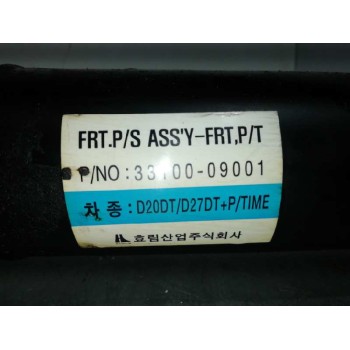 FRT.P/S ASS'Y-FRT,P/T
P/NO : 33100-09001
차 종 : D20DT/D27DT+P/TIME
효림산업주식회사